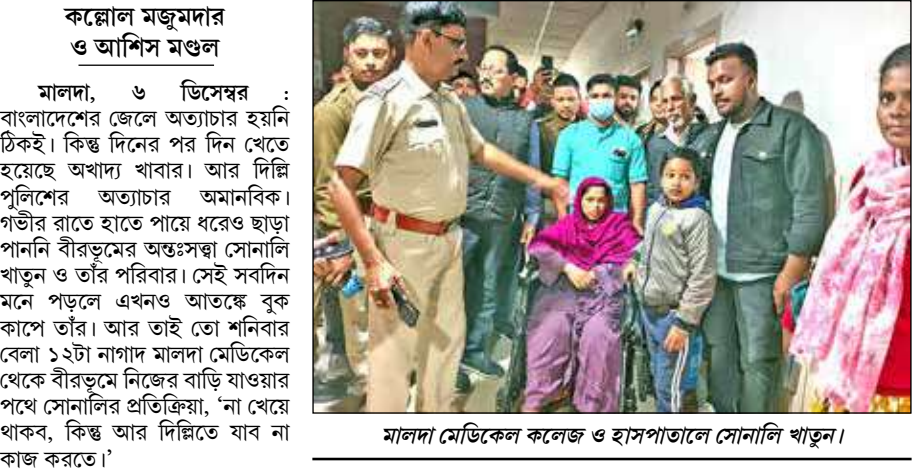 কল্লোল মজুমদার
ও আশিস মণ্ডল
মালদা, ৬ ডিসেম্বর :
বাংলাদেশের জেলে অত্যাচার হয়নি
ঠিকই। কিন্তু দিনের পর দিন খেতে
হয়েছে অখাদ্য খাবার। আর দিল্লি
পুলিশের অত্যাচার অমানবিক।
গভীর রাতে হাতে পায়ে ধরেও ছাড়া
পাননি বীরভূমের অন্তঃসত্ত্বা সোনালি
খাতুন ও তাঁর পরিবার। সেই সবদিন
মনে পড়লে এখনও আতঙ্কে বুক
কাপে তাঁর। আর তাই তো শনিবার
বেলা ১২টা নাগাদ মালদা মেডিকেল
থেকে বীরভূমে নিজের বাড়ি যাওয়ার
পথে সোনালির প্রতিক্রিয়া, ‘না খেয়ে
থাকব, কিন্তু আর দিল্লিতে যাব না
কাজ করতে।’
মালদা মেডিকেল কলেজ ও হাসপাতালে সোনালি খাতুন।